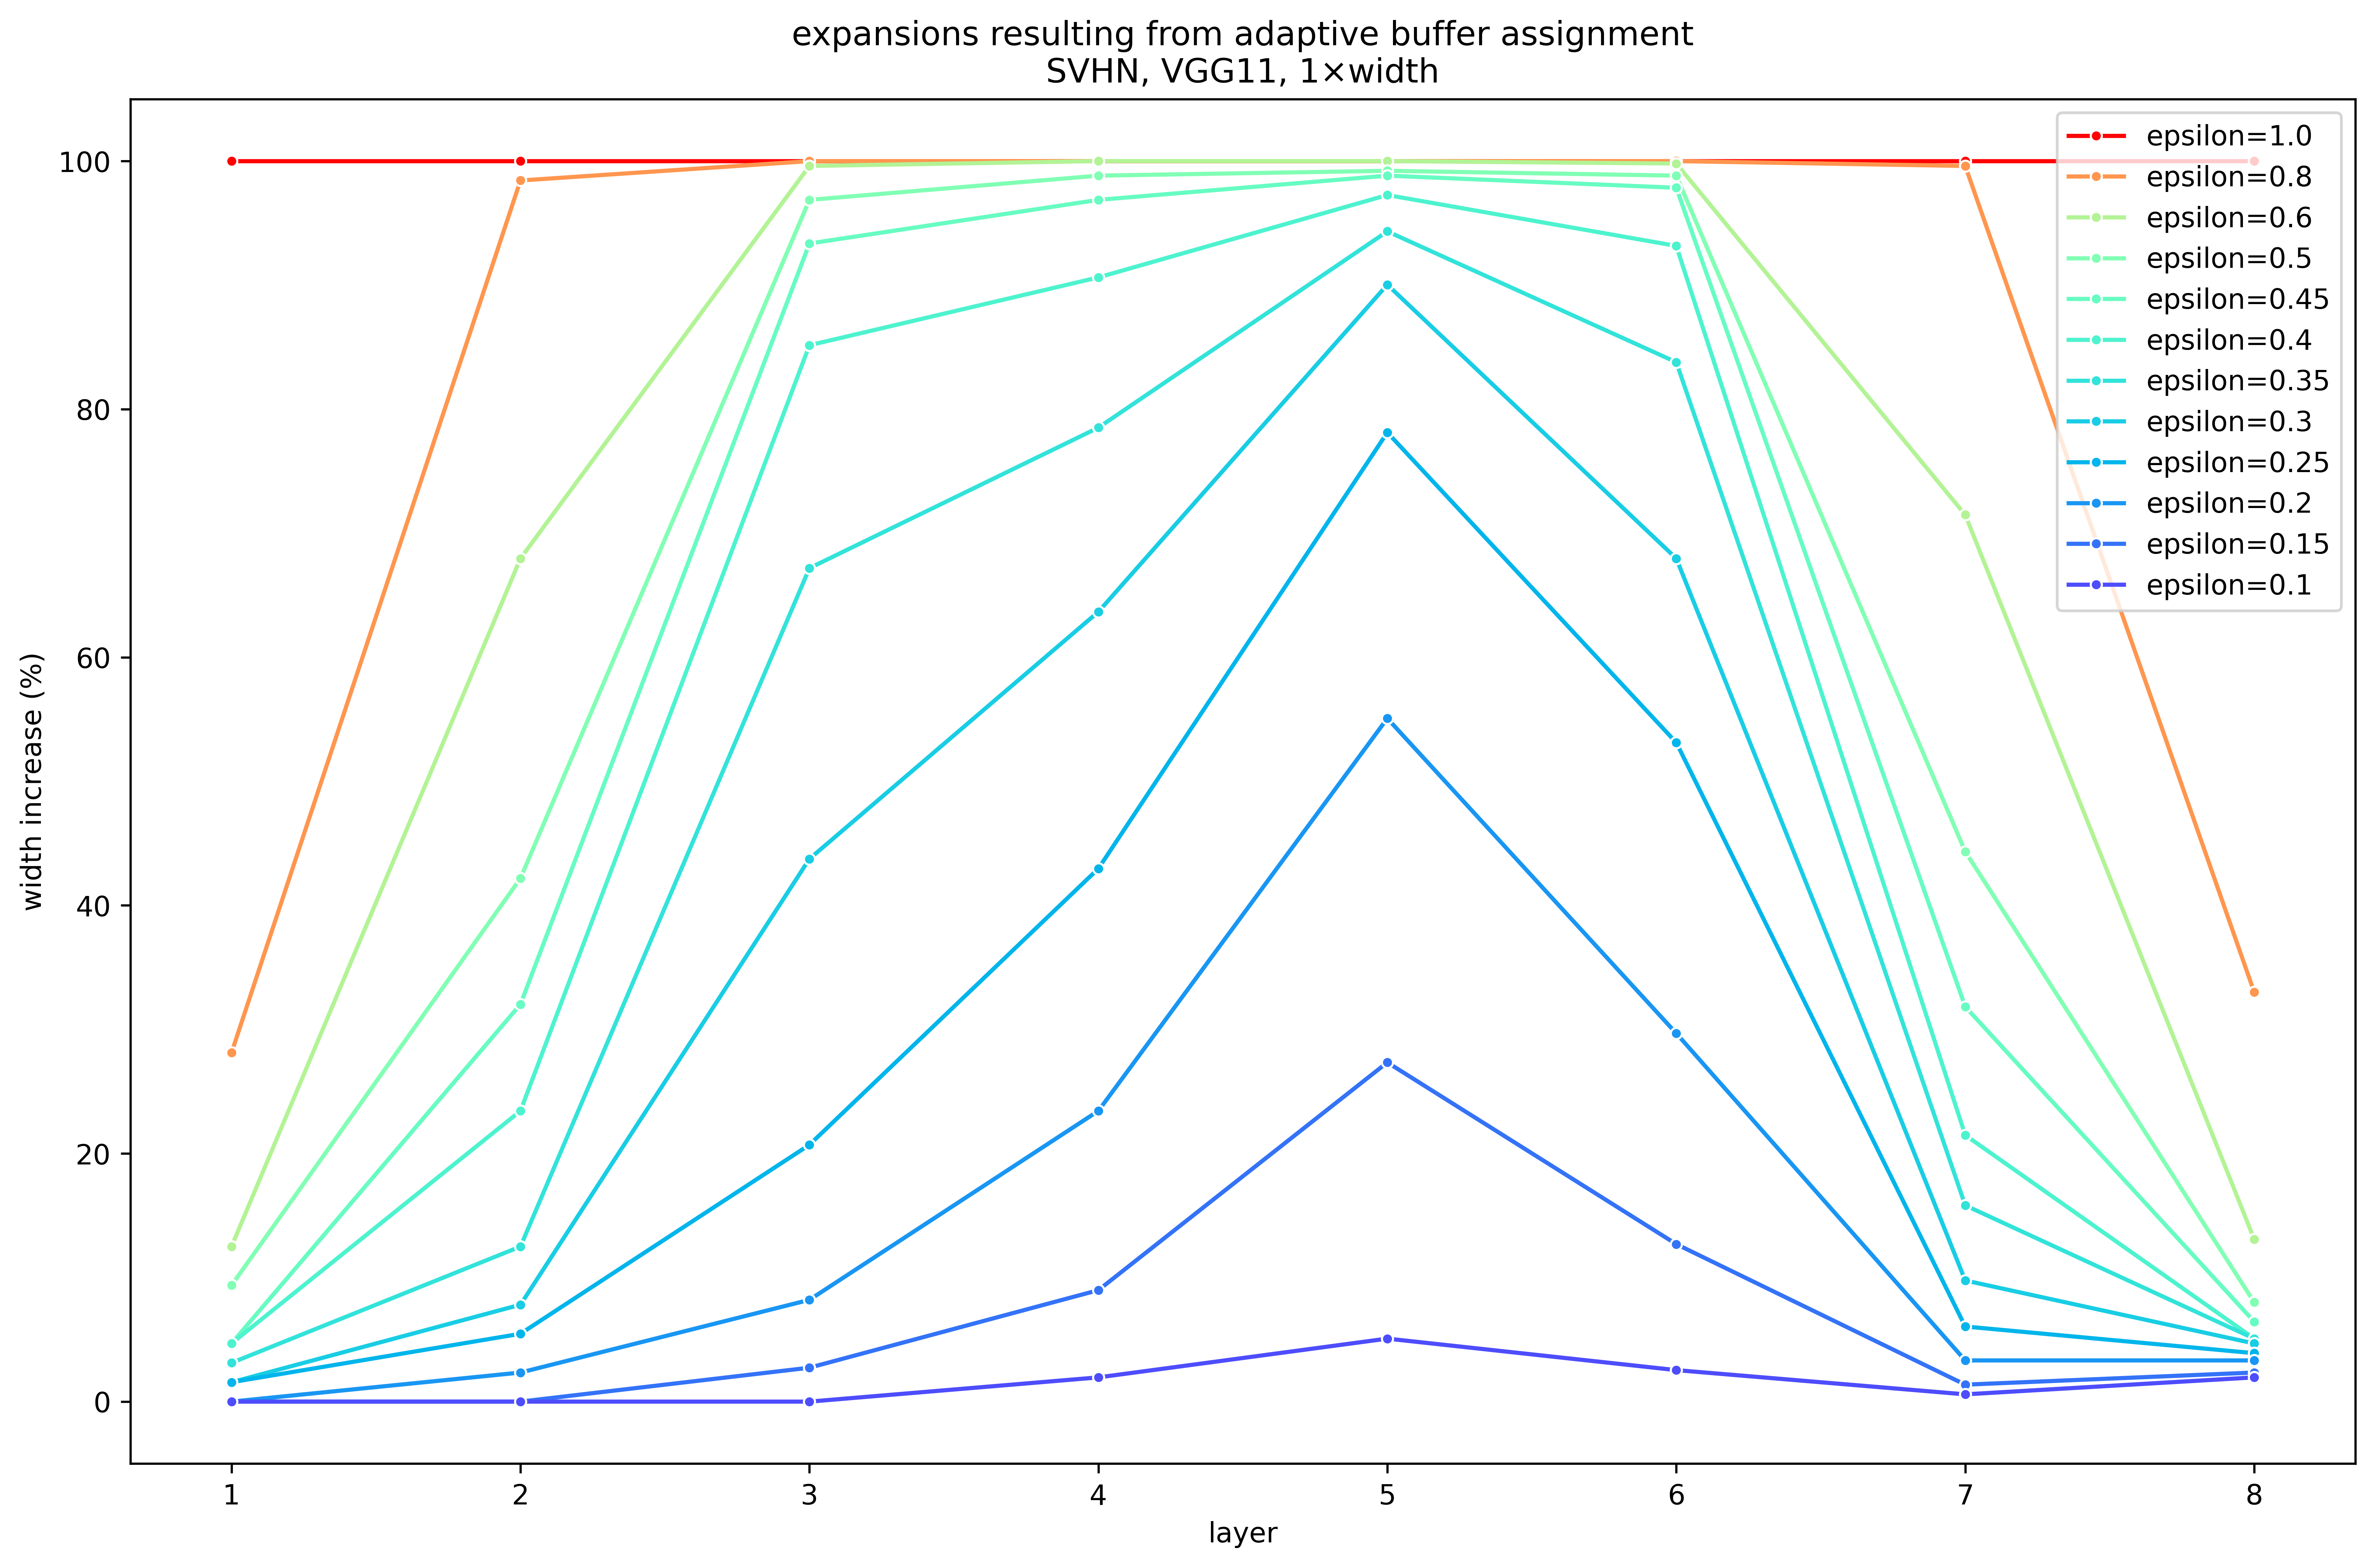 expansions resulting from adaptive buffer assignment
SVHN, VGG11, 1×width
epsilon=1.0
epsilon=0.8
epsilon=0.6
epsilon=0.5
epsilon=0.45
epsilon=0.4
epsilon=0.35
epsilon=0.3
epsilon=0.25
epsilon=0.2
epsilon=0.15
epsilon=0.1
width increase (%)
100
80
60
40
20
0
1 2 3 4 5 6 7 8
layer